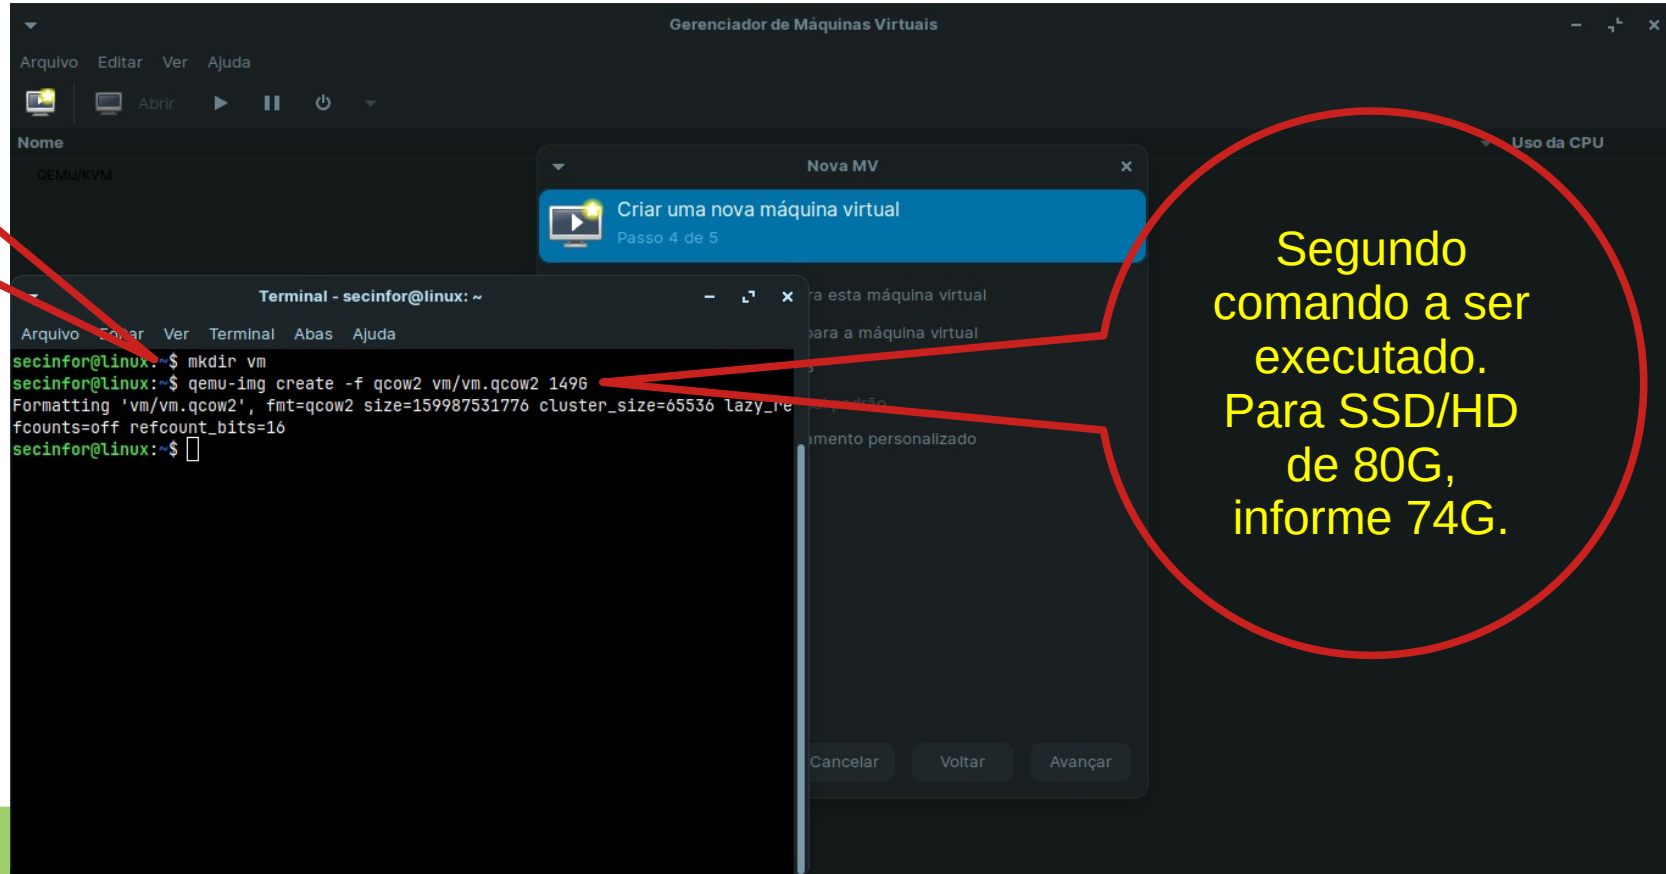 Gerenciador de Máquinas Virtuais
Arquivo Editar Ver Ajuda
Abrir
Nome
Uso da CPU
QEMU/KVM
Nova MV
Criar uma nova máquina virtual
Passo 4 de 5
Terminal - secinfor@linux: ~
ra esta máquina virtual
Arquivo Editar Ver Terminal Abas Ajuda
para a máquina virtual
secinfor@linux:~$ mkdir vm
secinfor@linux:~$ qemu-img create -f qcow2 vm/vm.qcow2 149G
Formatting 'vm/vm.qcow2', fmt=qcow2 size=159987531776 cluster_size=65536 lazy_re
fcounts=off refcount_bits=16
secinfor@linux:~$
padrão
amento personalizado
Cancelar Voltar Avançar
Segundo
comando a ser
executado.
Para SSD/HD
de 80G,
informe 74G.